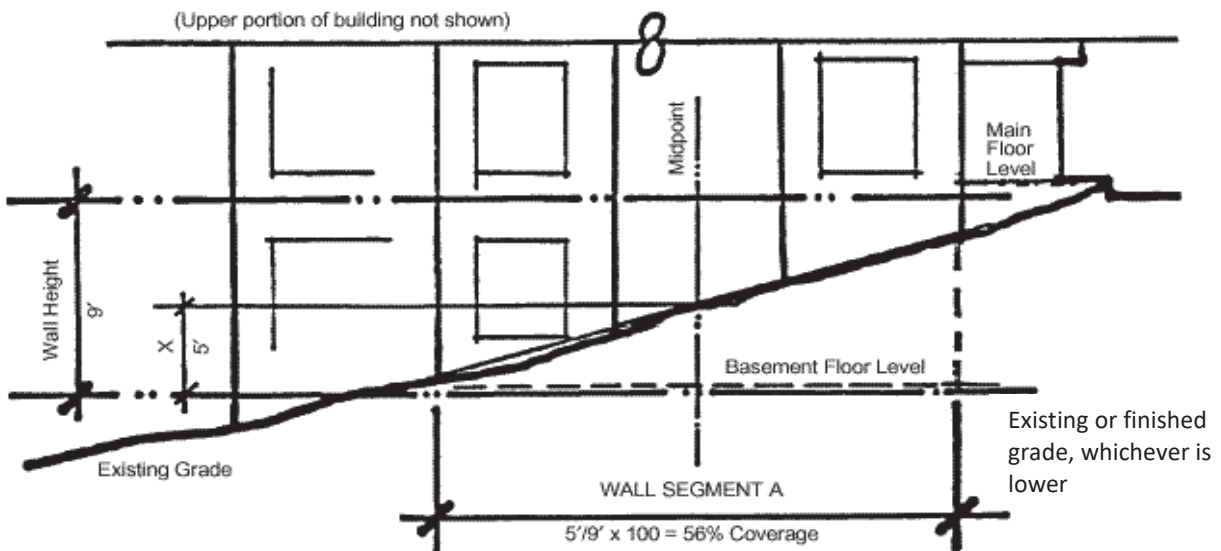 (Upper portion of building not shown)
Midpoint
Main
Floor
Level
Wall Height
9'
X
5'
Basement Floor Level
Existing Grade
Existing or finished
grade, whichever is
lower
WALL SEGMENT A
5'/9' x 100 = 56% Coverage